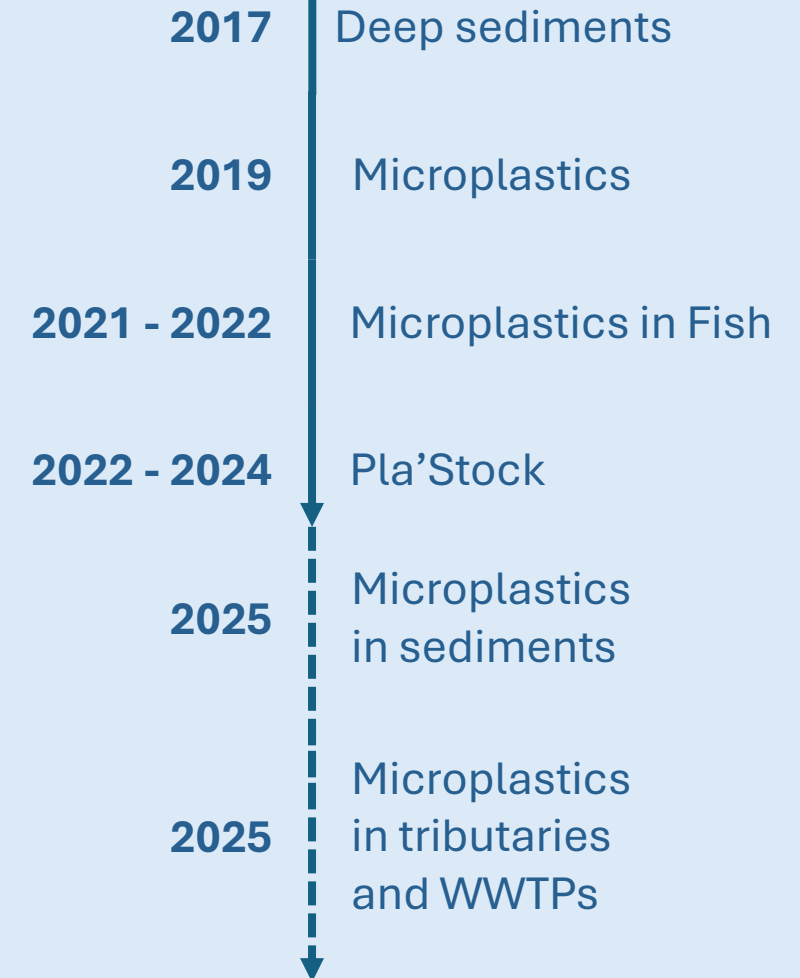 2017 Deep sediments
2019 Microplastics
2021 - 2022 Microplastics in Fish
2022 - 2024 Pla’Stock
2025 Microplastics
in sediments
2025 Microplastics
in tributaries
and WWTPs